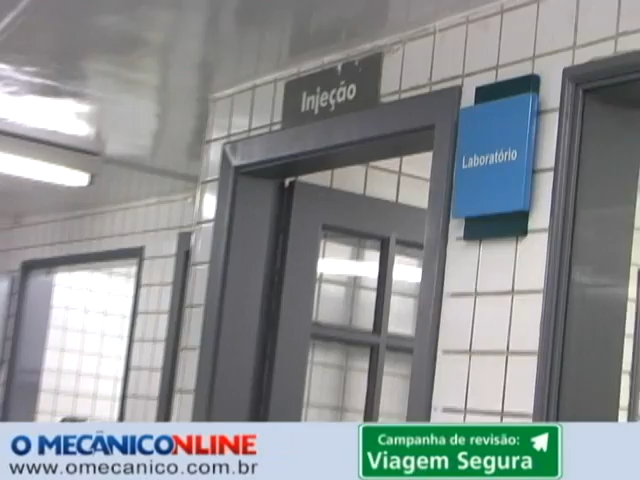 Injeção
Laboratório
O MECÂNICONLINE
www.omecanico.com.br
Campanha de revisão:
Viagem Segura